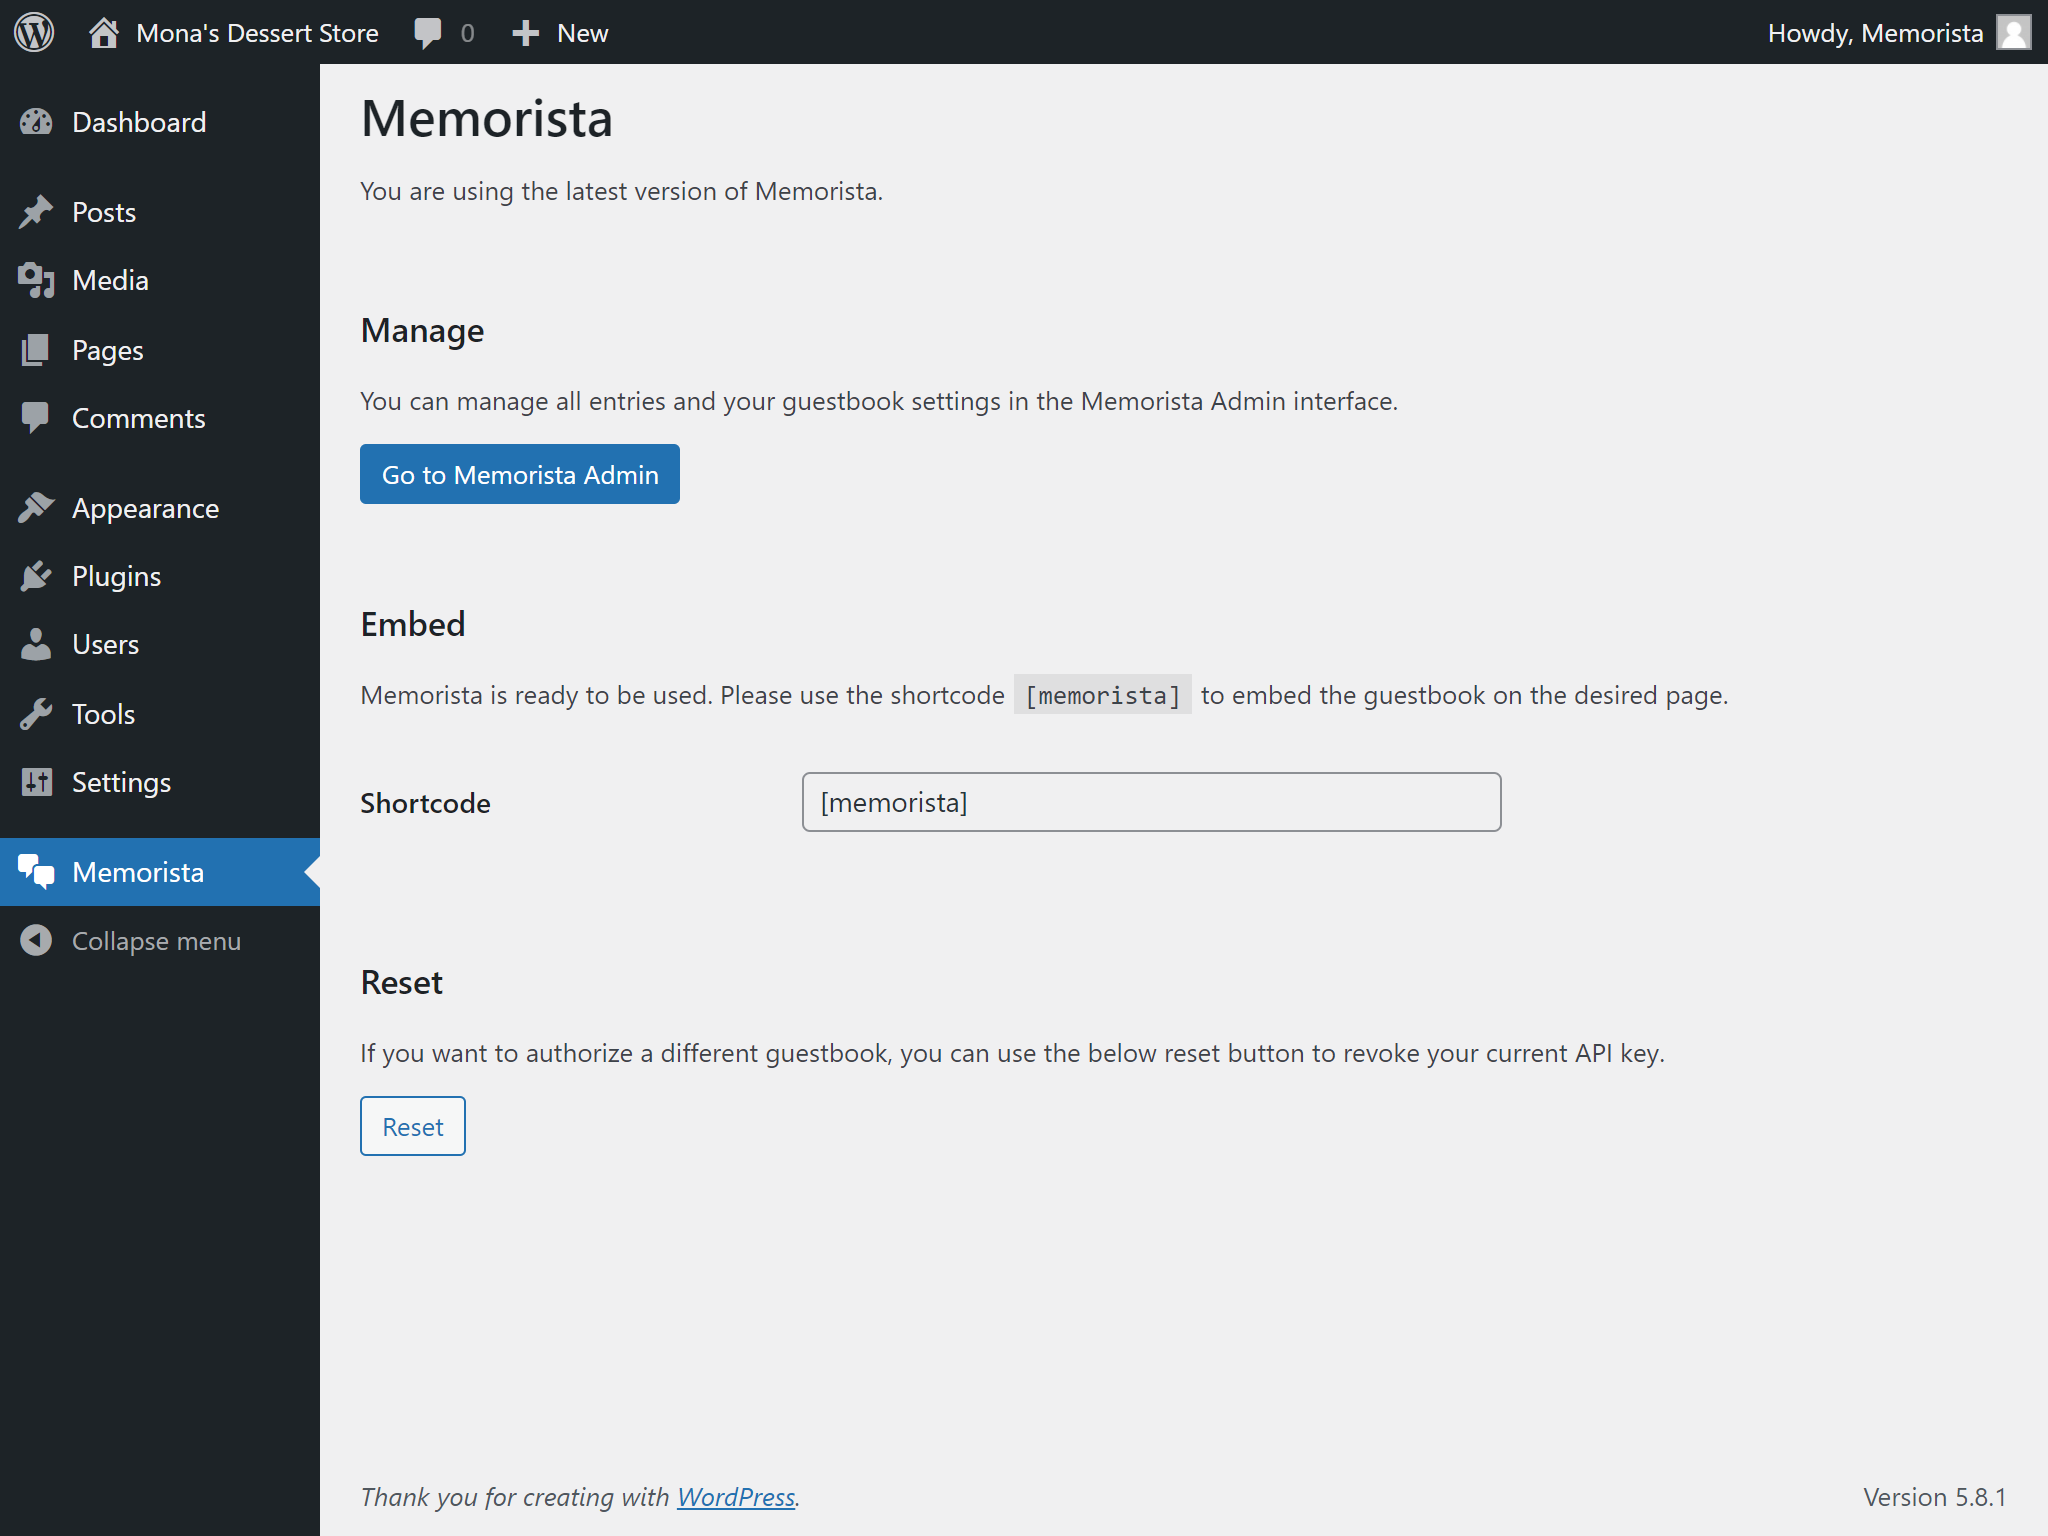 Mona's Dessert Store 0 New Howdy, Memorista
Dashboard
Posts
Media
Pages
Comments
Appearance
Plugins
Users
Tools
Settings
Memorista
Collapse menu
Memorista
You are using the latest version of Memorista.
Manage
You can manage all entries and your guestbook settings in the Memorista Admin interface.
Go to Memorista Admin
Embed
Memorista is ready to be used. Please use the shortcode [memorista] to embed the guestbook on the desired page.
Shortcode [memorista]
Reset
If you want to authorize a different guestbook, you can use the below reset button to revoke your current API key.
Reset
Thank you for creating with WordPress. Version 5.8.1